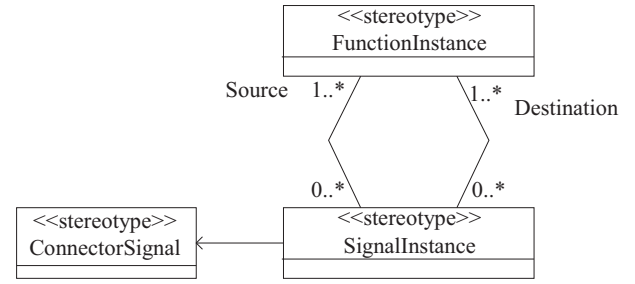 <<stereotype>>
FunctionInstance
Source 1..*
1..*
Destination
0..*
0..*
<<stereotype>>
ConnectorSignal
<<stereotype>>
SignalInstance